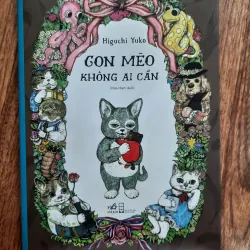 Higuchi Yuko
CON MÈO
KHÔNG AI CẦN